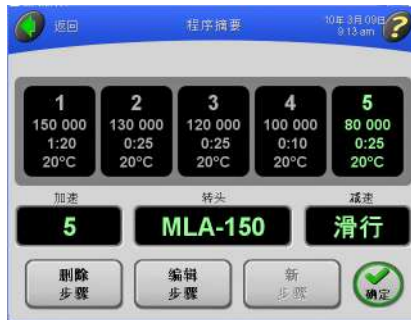 返回
程序摘要
10年 3月 09日
9:13 am
?
1
150 000
1:20
20°C
2
130 000
0:25
20°C
3
120 000
0:25
20°C
4
100 000
0:10
20°C
5
80 000
0:25
20°C
加速
5
转头
MLA-150
减速
滑行
删除
步骤
编辑
步骤
新
步骤
确定